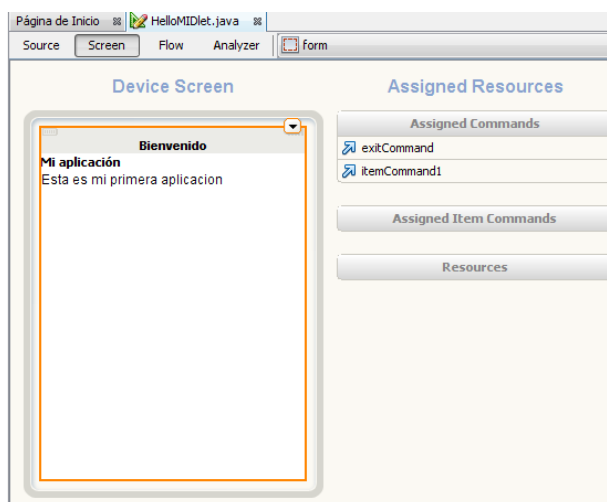 Página de Inicio HelloMIDlet.java
Source Screen Flow Analyzer form
Device Screen
Assigned Resources
Bienvenido
Mi aplicación
Esta es mi primera aplicacion
Assigned Commands
exitCommand
itemCommand1
Assigned Item Commands
Resources